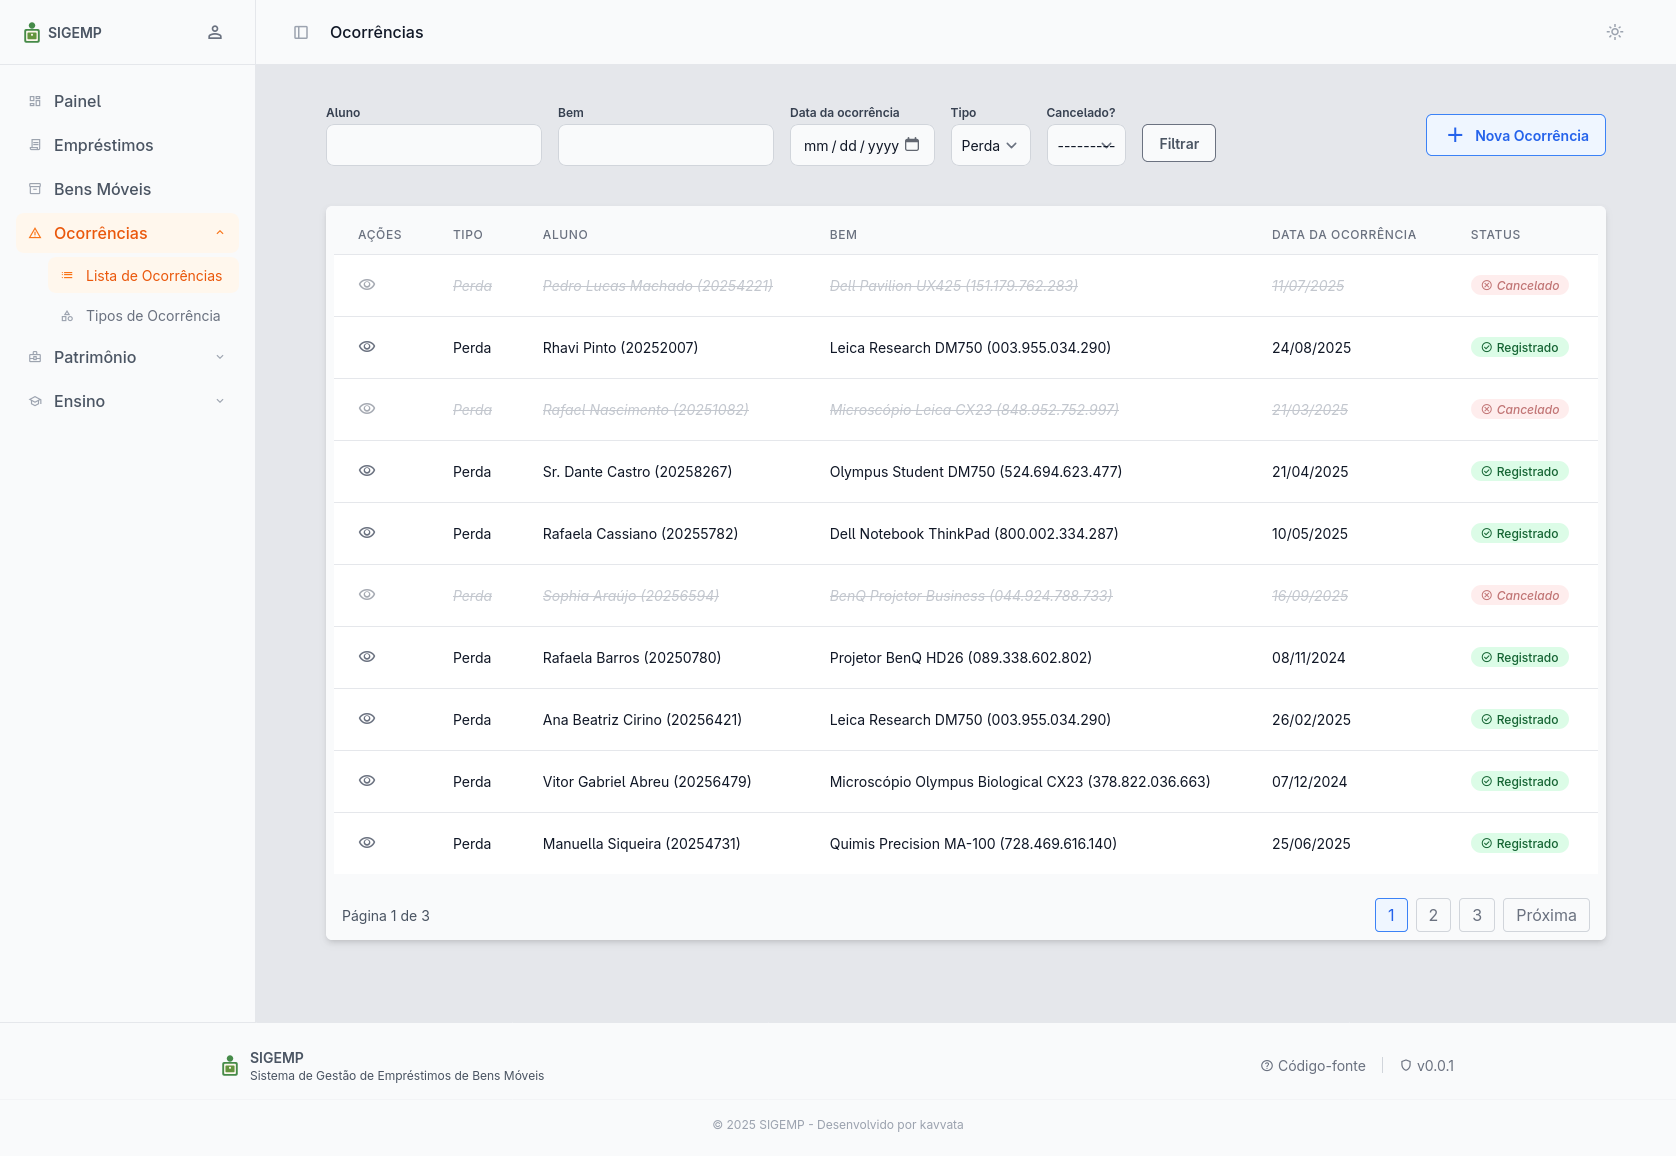 SIGEMP
Ocorrências
Painel
Empréstimos
Bens Móveis
Ocorrências
Lista de Ocorrências
Tipos de Ocorrência
Patrimônio
Ensino
Aluno Bem Data da ocorrência Tipo Cancelado?
mm/dd/yyyy Perda --------- Filtrar Nova Ocorrência
AÇÕES TIPO ALUNO BEM DATA DA OCORRÊNCIA STATUS
Perda Pedro Lucas Machado (20254221) Dell Pavilion UX425 (151.179.762.283) 11/07/2025 Cancelado
Perda Rhavi Pinto (20252007) Leica Research DM750 (003.955.034.290) 24/08/2025 Registrado
Perda Rafael Nascimento (20251082) Microscópio Leica CX23 (848.952.752.997) 21/03/2025 Cancelado
Perda Sr. Dante Castro (20258267) Olympus Student DM750 (524.694.623.477) 21/04/2025 Registrado
Perda Rafaela Cassiano (20255782) Dell Notebook ThinkPad (800.002.334.287) 10/05/2025 Registrado
Perda Sophia Araújo (20256594) BenQ Projetor Business (044.924.788.733) 16/09/2025 Cancelado
Perda Rafaela Barros (20250780) Projetor BenQ HD26 (089.338.602.802) 08/11/2024 Registrado
Perda Ana Beatriz Cirino (20256421) Leica Research DM750 (003.955.034.290) 26/02/2025 Registrado
Perda Vitor Gabriel Abreu (20256479) Microscópio Olympus Biological CX23 (378.822.036.663) 07/12/2024 Registrado
Perda Manuella Siqueira (20254731) Quimis Precision MA-100 (728.469.616.140) 25/06/2025 Registrado
Página 1 de 3 1 2 3 Próxima
SIGEMP
Sistema de Gestão de Empréstimos de Bens Móveis
Código-fonte v0.0.1
© 2025 SIGEMP - Desenvolvido por kavvata